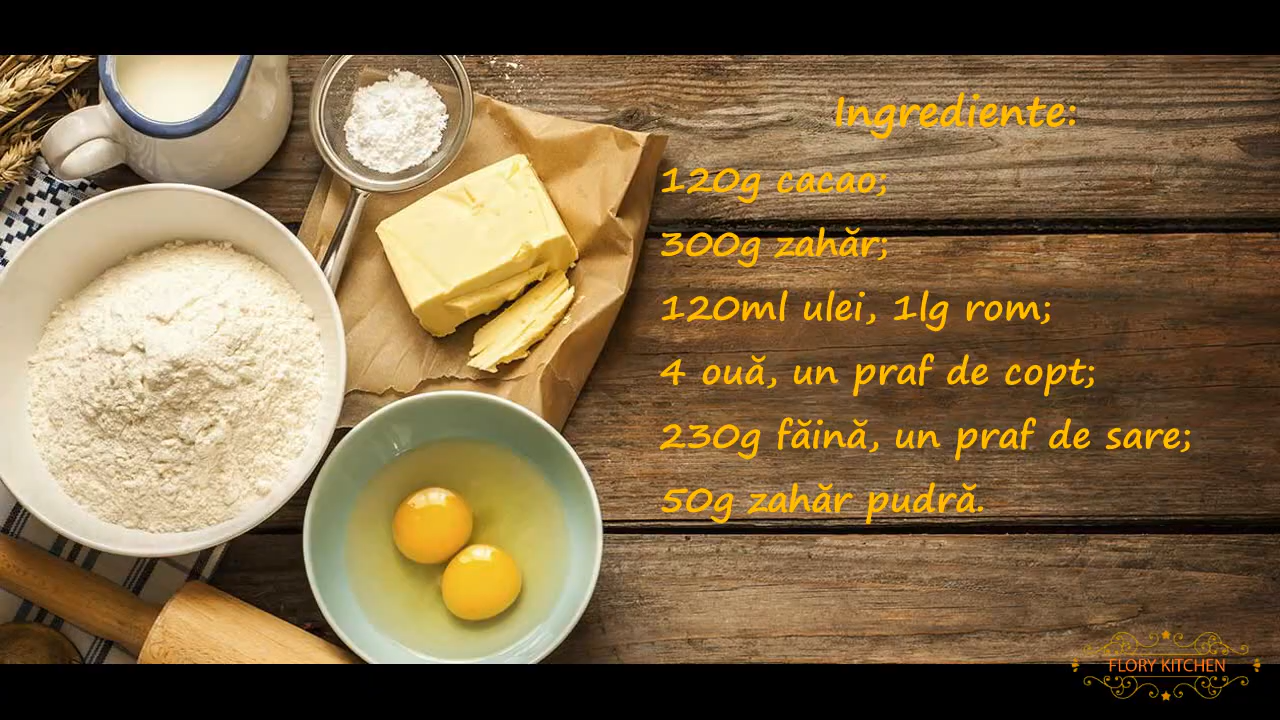 Ingrediente:
120g cacao;
300g zahăr;
120ml ulei, 1lg rom;
4 ouă, un praf de copt;
230g făină, un praf de sare;
50g zahăr pudră.
FLORY KITCHEN